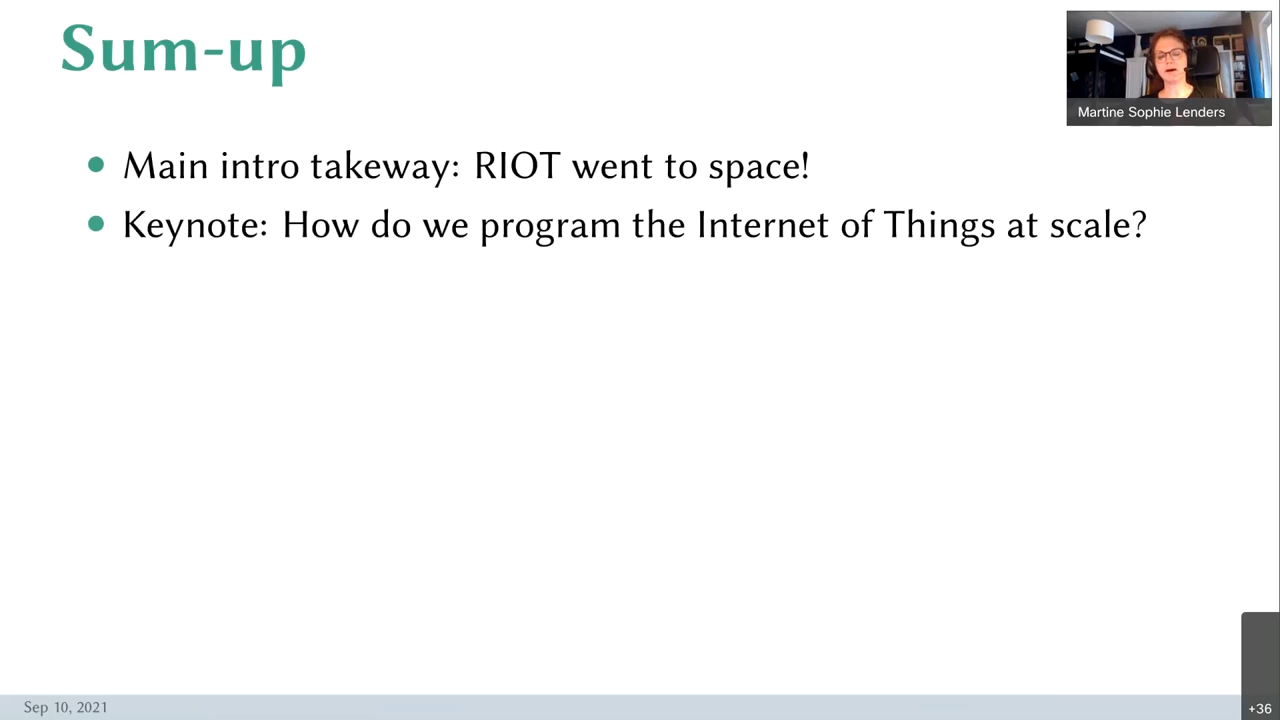 Sum-up
Martine Sophie Lenders
Main intro takeway: RIOT went to space!
Keynote: How do we program the Internet of Things at scale?
Sep 10, 2021
+36